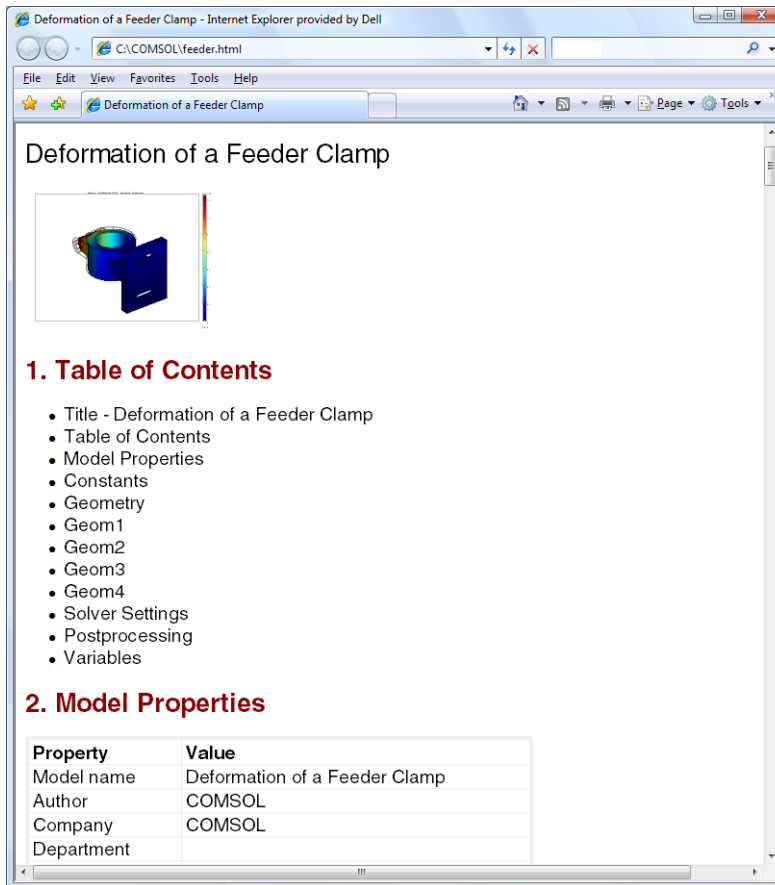 Deformation of a Feeder Clamp - Internet Explorer provided by Dell
C:\COMSOL\feeder.html
File Edit View Favorites Tools Help
Deformation of a Feeder Clamp
Page Tools
Deformation of a Feeder Clamp
1. Table of Contents
• Title - Deformation of a Feeder Clamp
• Table of Contents
• Model Properties
• Constants
• Geometry
• Geom1
• Geom2
• Geom3
• Geom4
• Solver Settings
• Postprocessing
• Variables
2. Model Properties
Property Value
Model name Deformation of a Feeder Clamp
Author COMSOL
Company COMSOL
Department